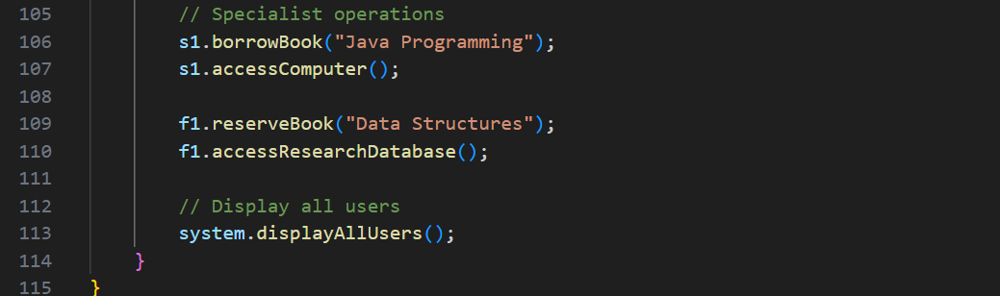 105 // Specialist operations
106 s1.borrowBook("Java Programming");
107 s1.accessComputer();
108
109 f1.reserveBook("Data Structures");
110 f1.accessResearchDatabase();
111
112 // Display all users
113 system.displayAllUsers();
114 }
115 }